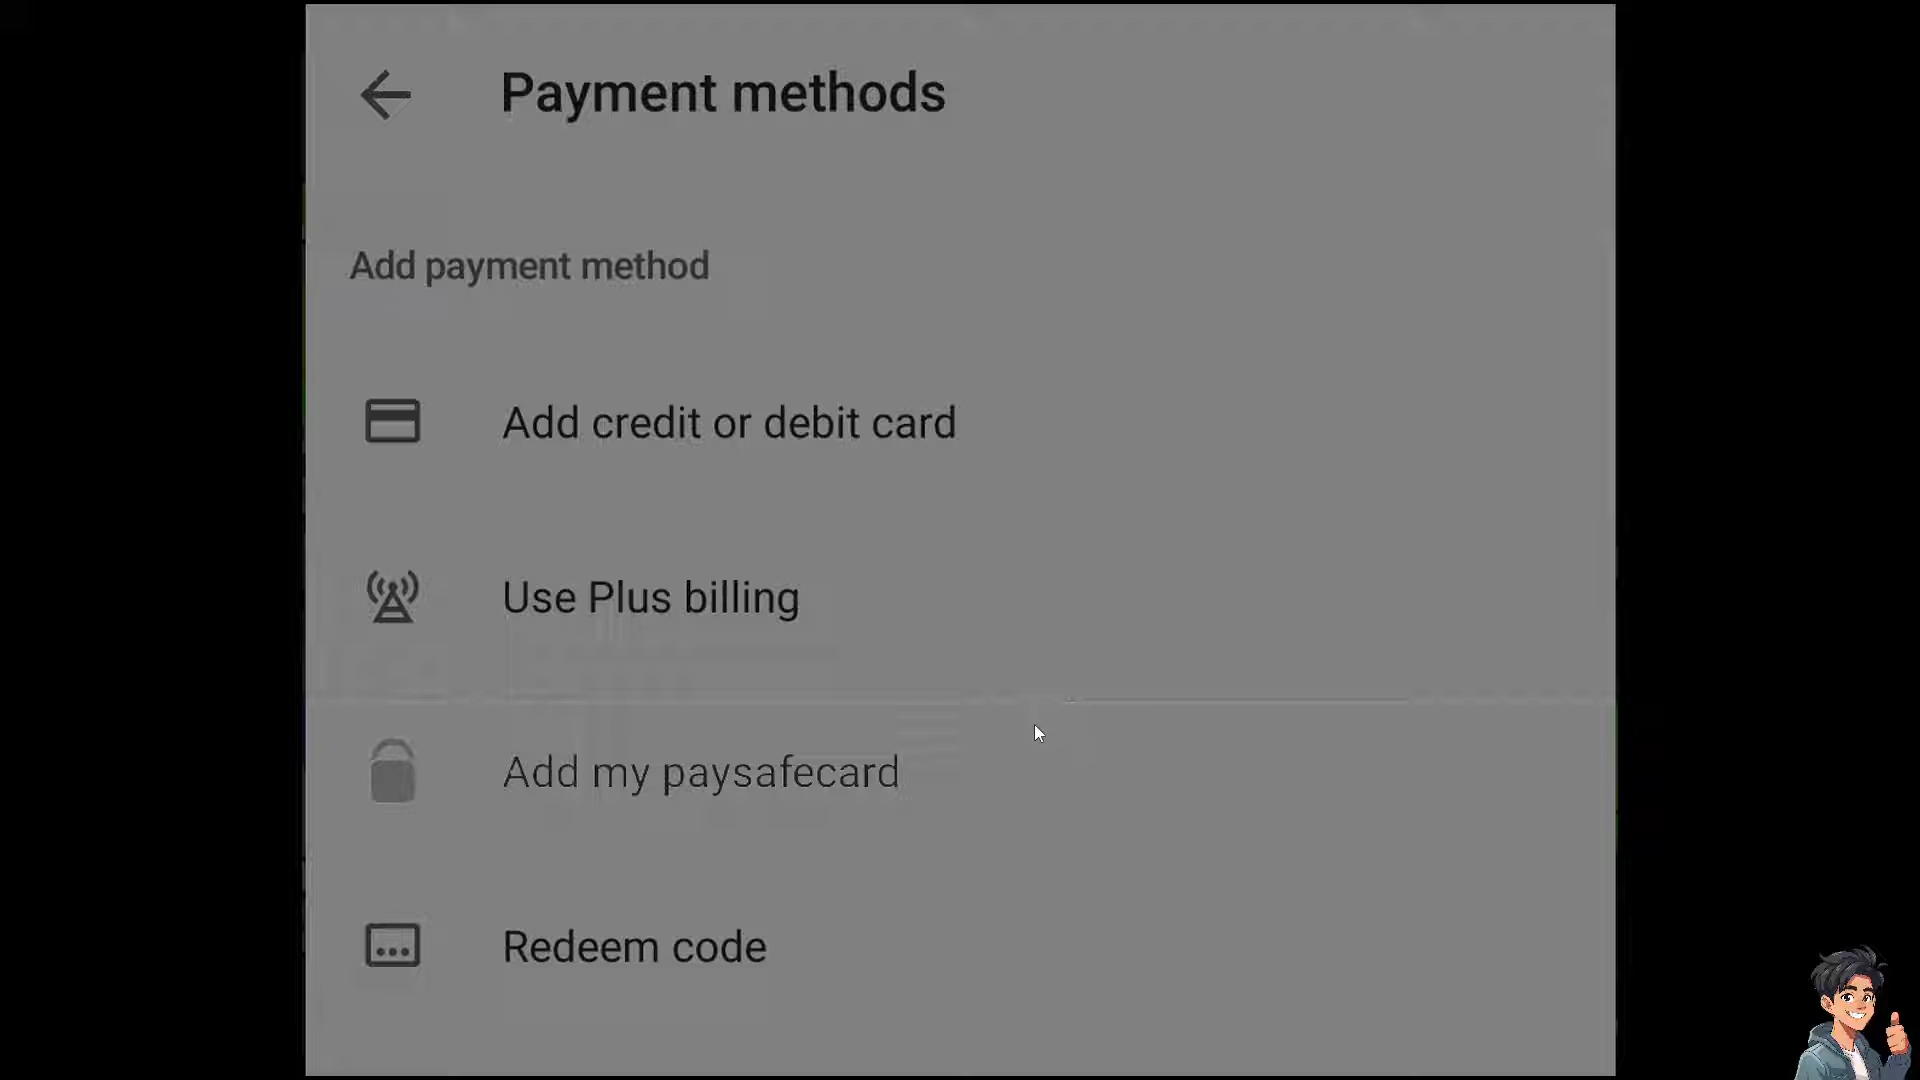 Payment methods
Add payment method
Add credit or debit card
Use Plus billing
Add my paysafecard
Redeem code